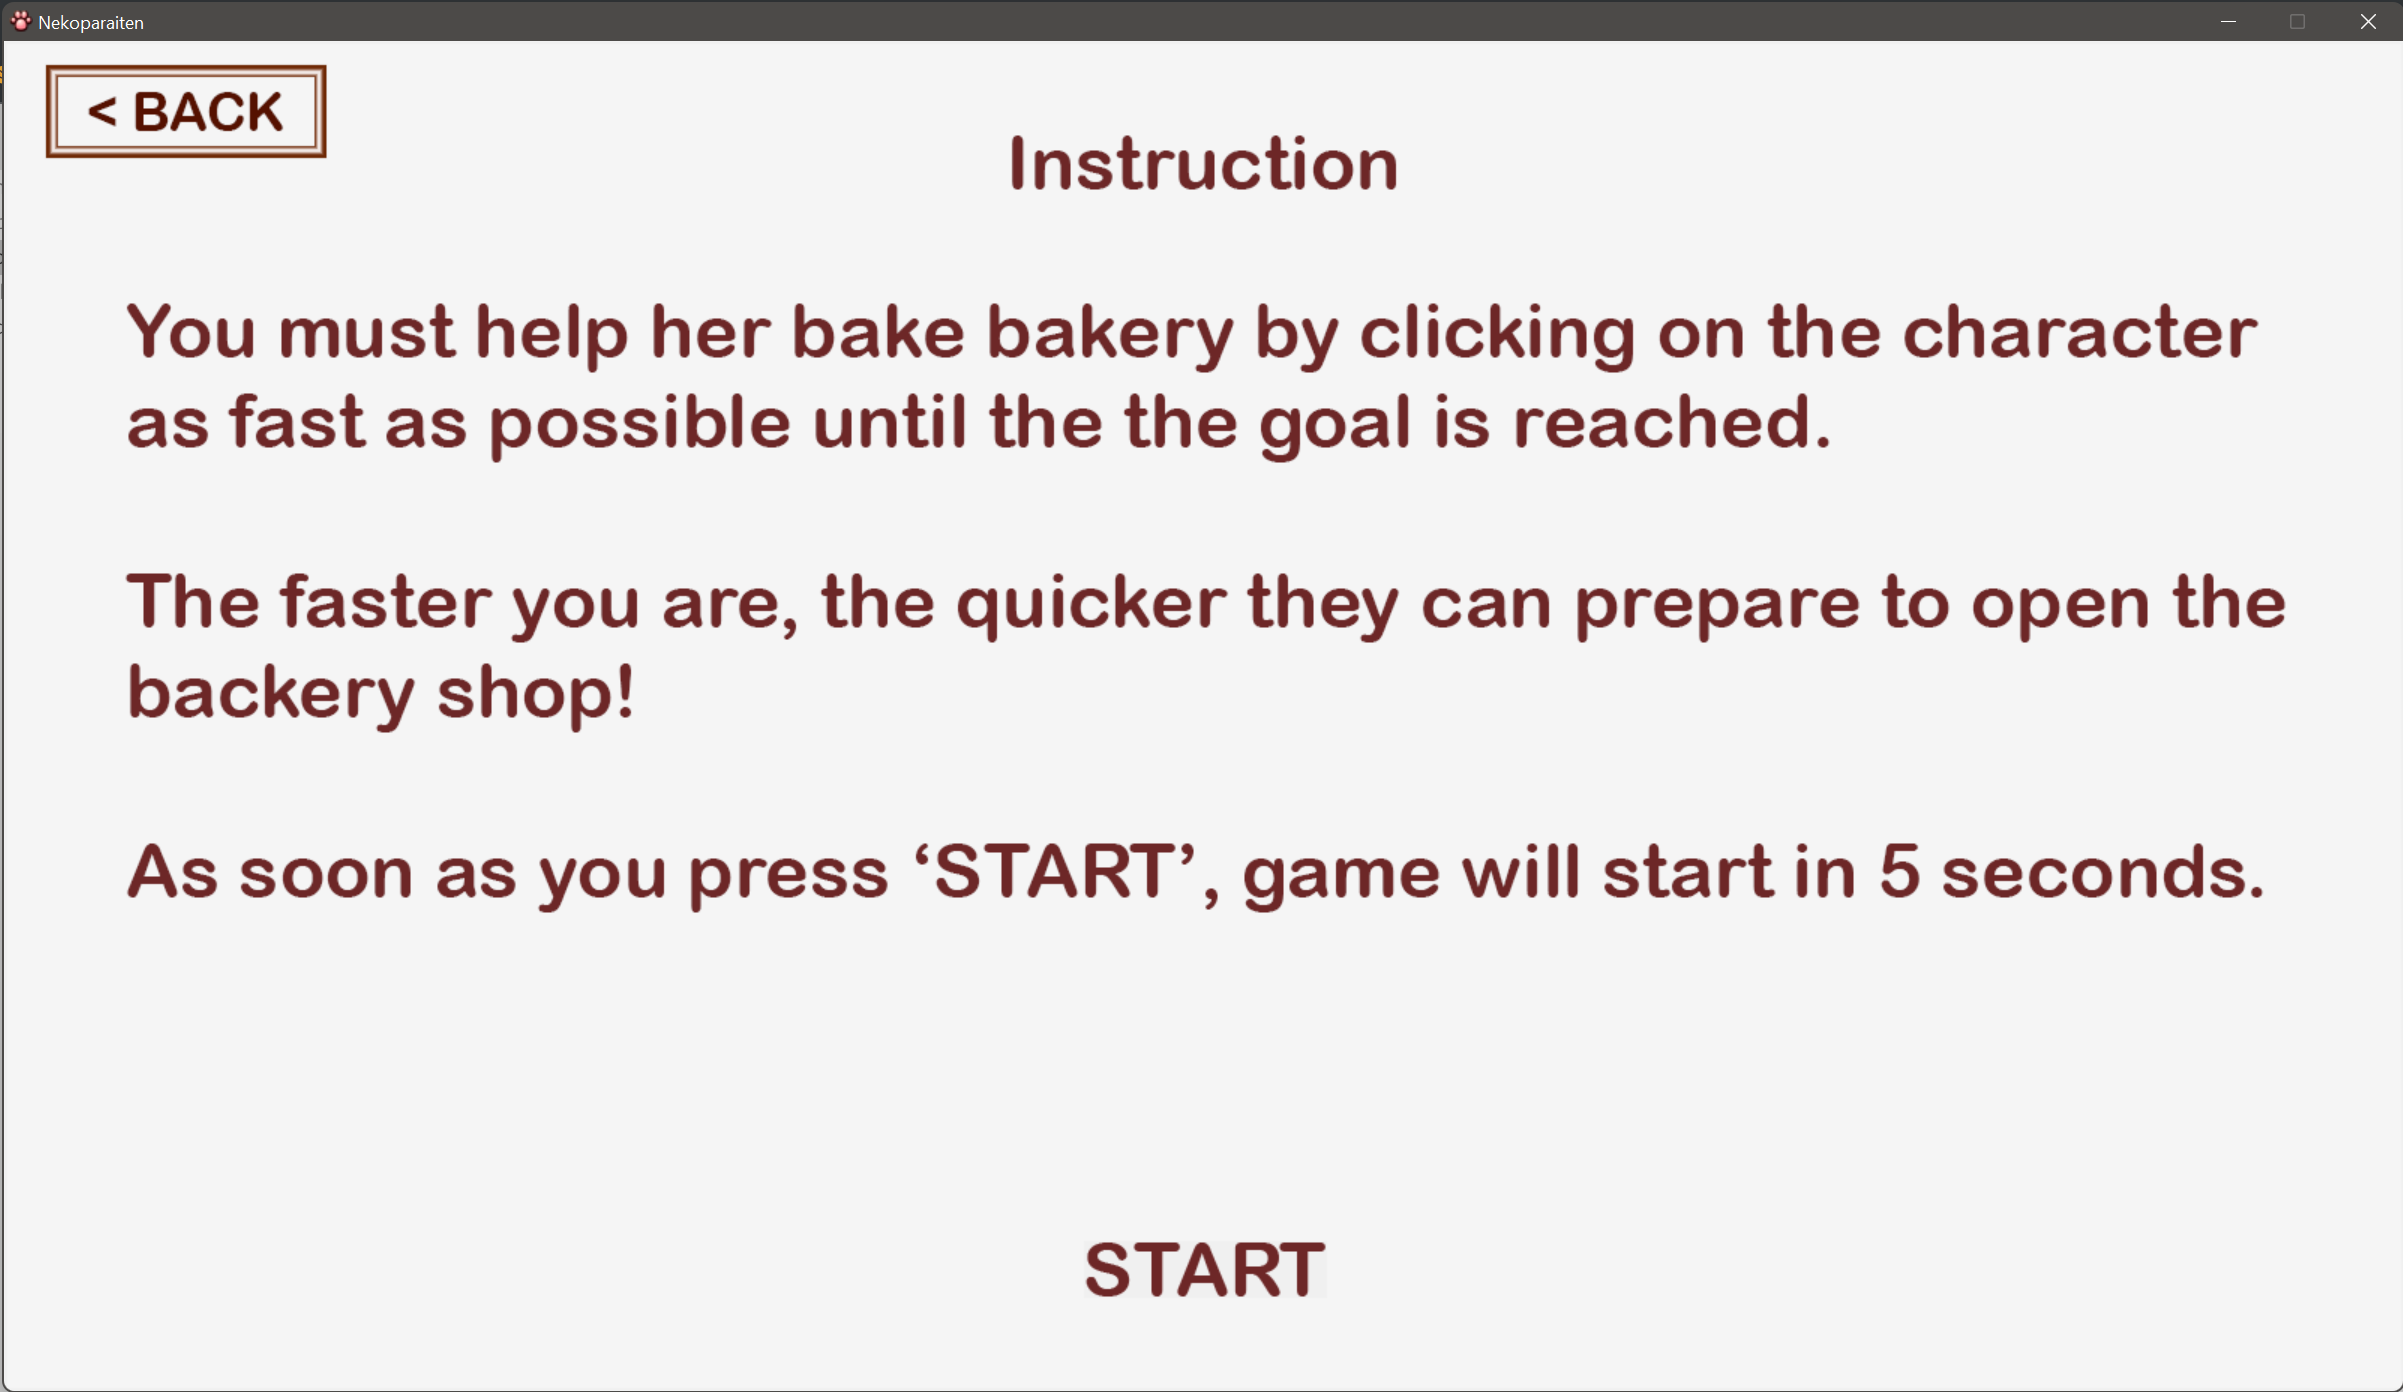 Nekoparaiten
< BACK
Instruction
You must help her bake bakery by clicking on the character
as fast as possible until the the goal is reached.
The faster you are, the quicker they can prepare to open the
backery shop!
As soon as you press ‘START’, game will start in 5 seconds.
START